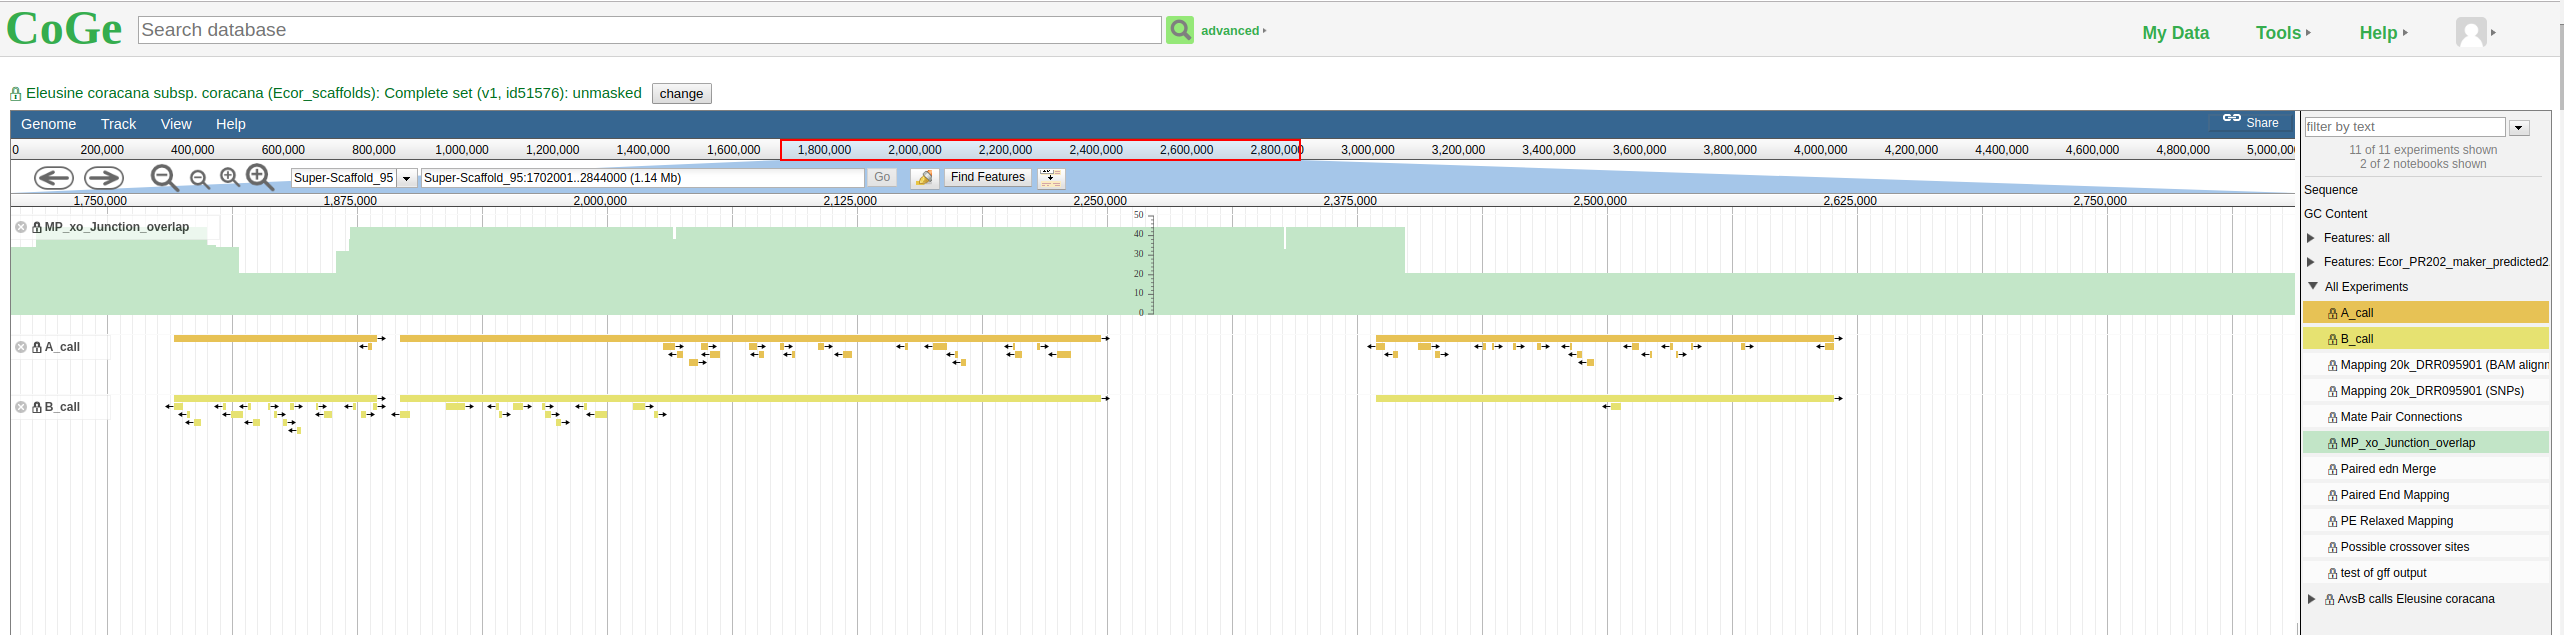 CoGe Search database advanced My Data Tools Help
Eleusine coracana subsp. coracana (Ecor_scaffolds): Complete set (v1, id51576): unmasked change
Genome Track View Help Share
0 200,000 400,000 600,000 800,000 1,000,000 1,200,000 1,400,000 1,600,000 1,800,000 2,000,000 2,200,000 2,400,000 2,600,000 2,800,000 3,000,000 3,200,000 3,400,000 3,600,000 3,800,000 4,000,000 4,200,000 4,400,000 4,600,000 4,800,000 5,000,00
Super-Scaffold_95 Super-Scaffold_95:1702001..2844000 (1.14 Mb) Go Find Features
1,750,000 1,875,000 2,000,000 2,125,000 2,250,000 2,375,000 2,500,000 2,625,000 2,750,000
MP_xo_Junction_overlap
50
40
30
20
10
0
A_call
B_call
filter by text
11 of 11 experiments shown
2 of 2 notebooks shown
Sequence
GC Content
Features: all
Features: Ecor_PR202_maker_predicted2
All Experiments
A_call
B_call
Mapping 20k_DRR095901 (BAM alignn
Mapping 20k_DRR095901 (SNPs)
Mate Pair Connections
MP_xo_Junction_overlap
Paired edn Merge
Paired End Mapping
PE Relaxed Mapping
Possible crossover sites
test of gff output
AvsB calls Eleusine coracana